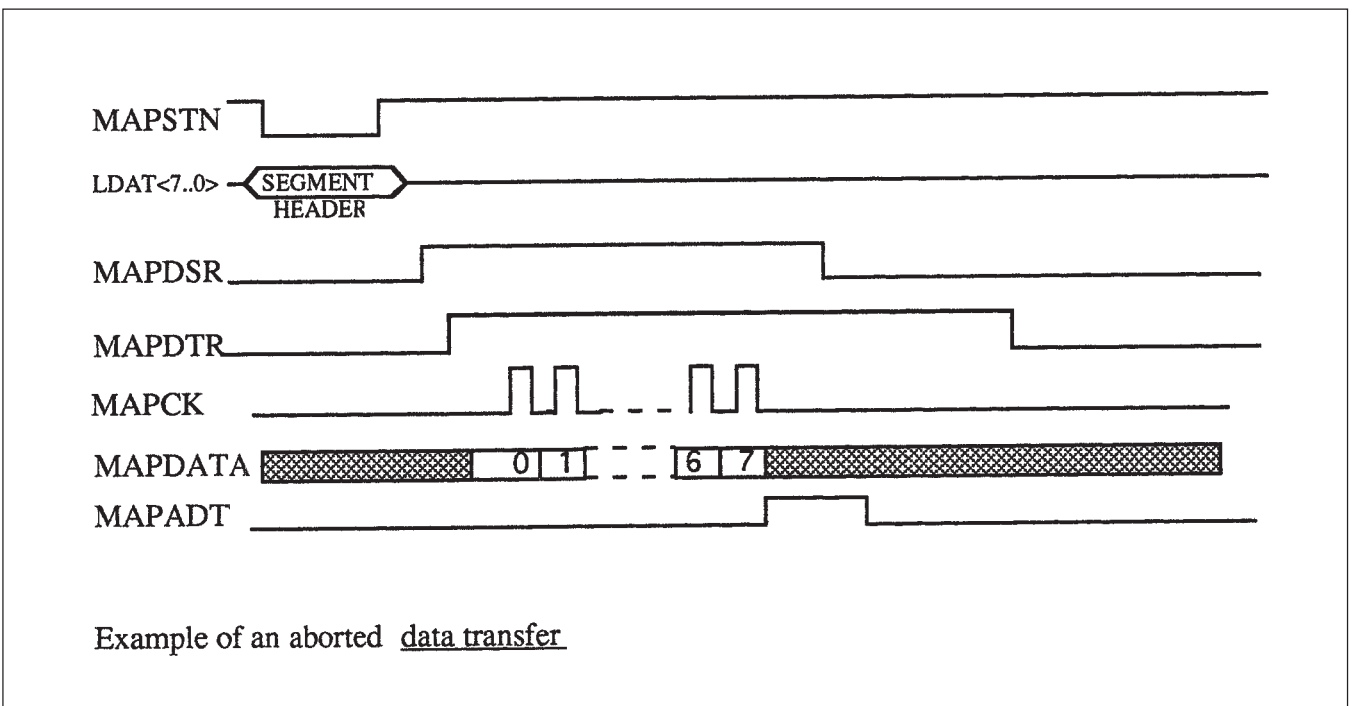 MAPSTN
LDAT<7..0>
SEGMENT
HEADER
MAPDSR
MAPDTR
MAPCK
MAPDATA 0 1 6 7
MAPADT
Example of an aborted data transfer